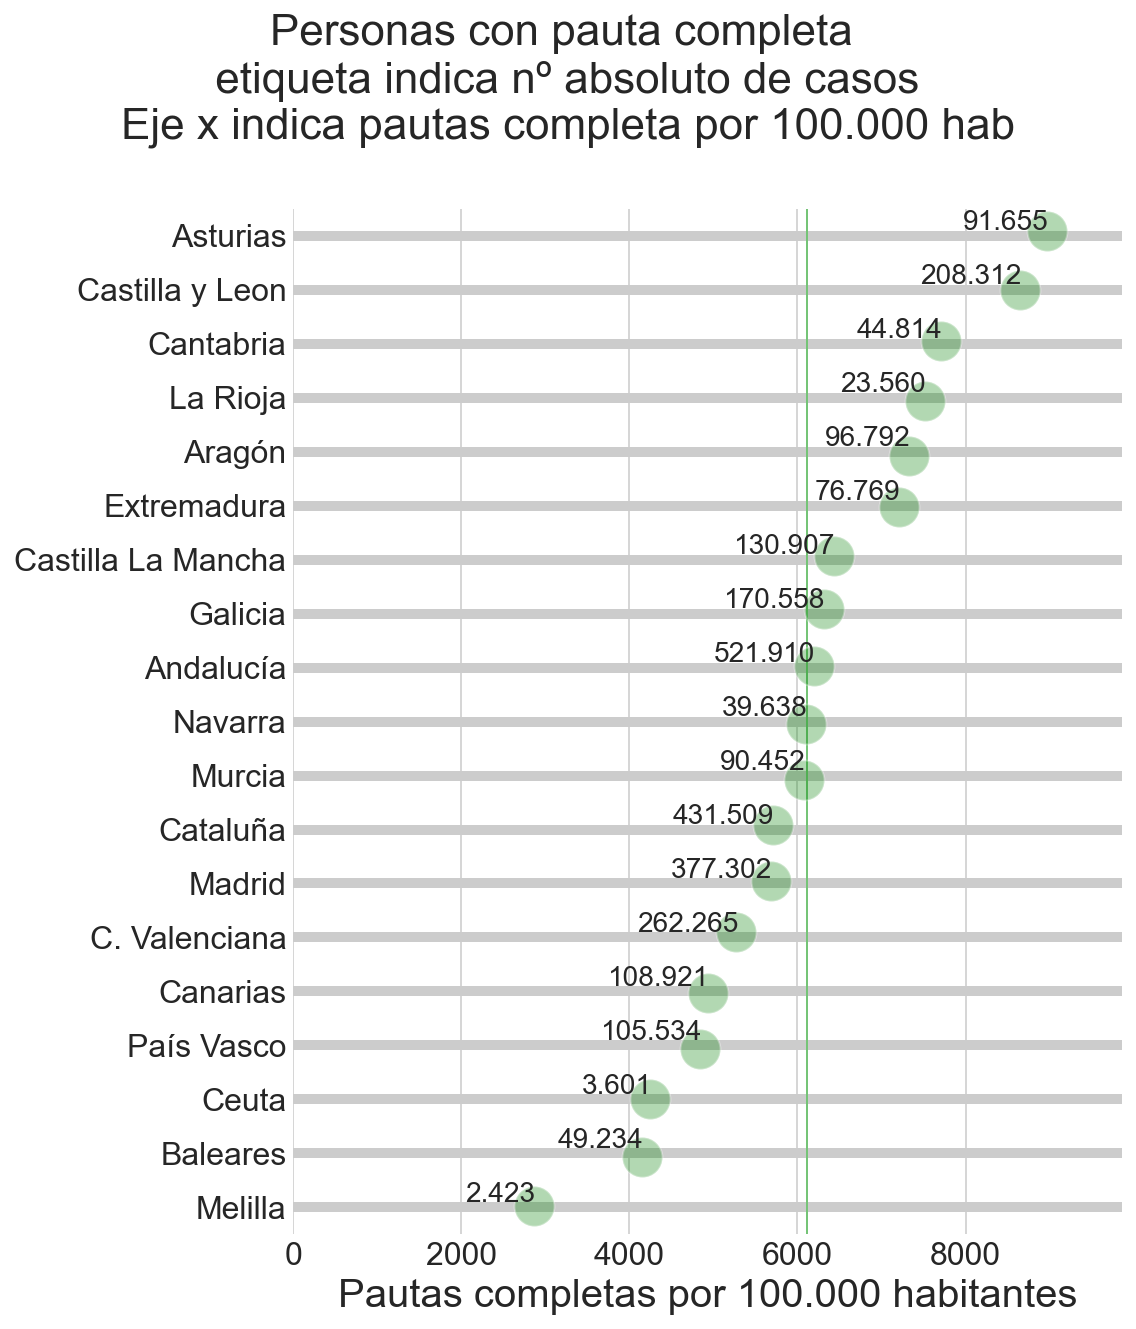 Personas con pauta completa
etiqueta indica nº absoluto de casos
Eje x indica pautas completa por 100.000 hab
Asturias 91.655
Castilla y Leon 208.312
Cantabria 44.814
La Rioja 23.560
Aragón 96.792
Extremadura 76.769
Castilla La Mancha 130.907
Galicia 170.558
Andalucía 521.910
Navarra 39.638
Murcia 90.452
Cataluña 431.509
Madrid 377.302
C. Valenciana 262.265
Canarias 108.921
País Vasco 105.534
Ceuta 3.601
Baleares 49.234
Melilla 2.423
0 2000 4000 6000 8000
Pautas completas por 100.000 habitantes